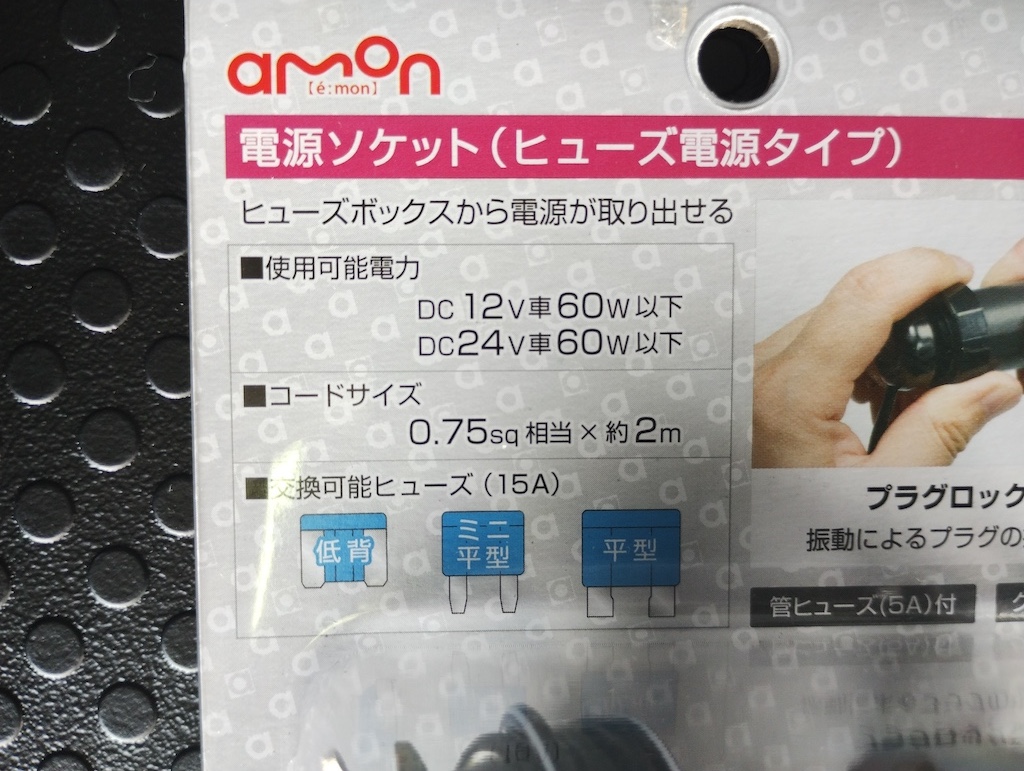 amon
[é:mon]
電源ソケット(ヒューズ電源タイプ)
ヒューズボックスから電源が取り出せる
■使用可能電力
DC 12V車60W以下
DC24V車60W以下
■コードサイズ
0.75sq相当×約2m
■交換可能ヒューズ(15A)
低背
ミニ
平型
平型
プラグロック
振動によるプラグの
管ヒューズ(5A)付